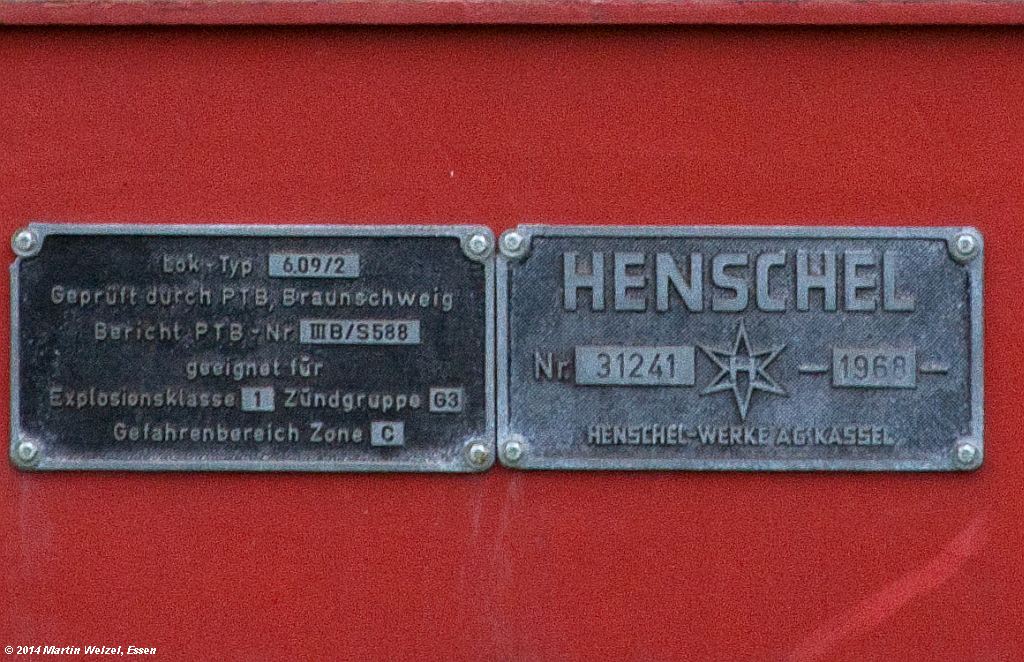 Lok-Typ 6.09/2
Geprüft durch PTB, Braunschweig
Bericht PTB-Nr. III B/S588
geeignet für
Explosionsklasse 1 Zündgruppe G3
Gefahrenbereich Zone C
HENSCHEL
Nr. 31241 H — 1968 —
HENSCHEL-WERKE AG KASSEL
© 2014 Martin Welzel, Essen